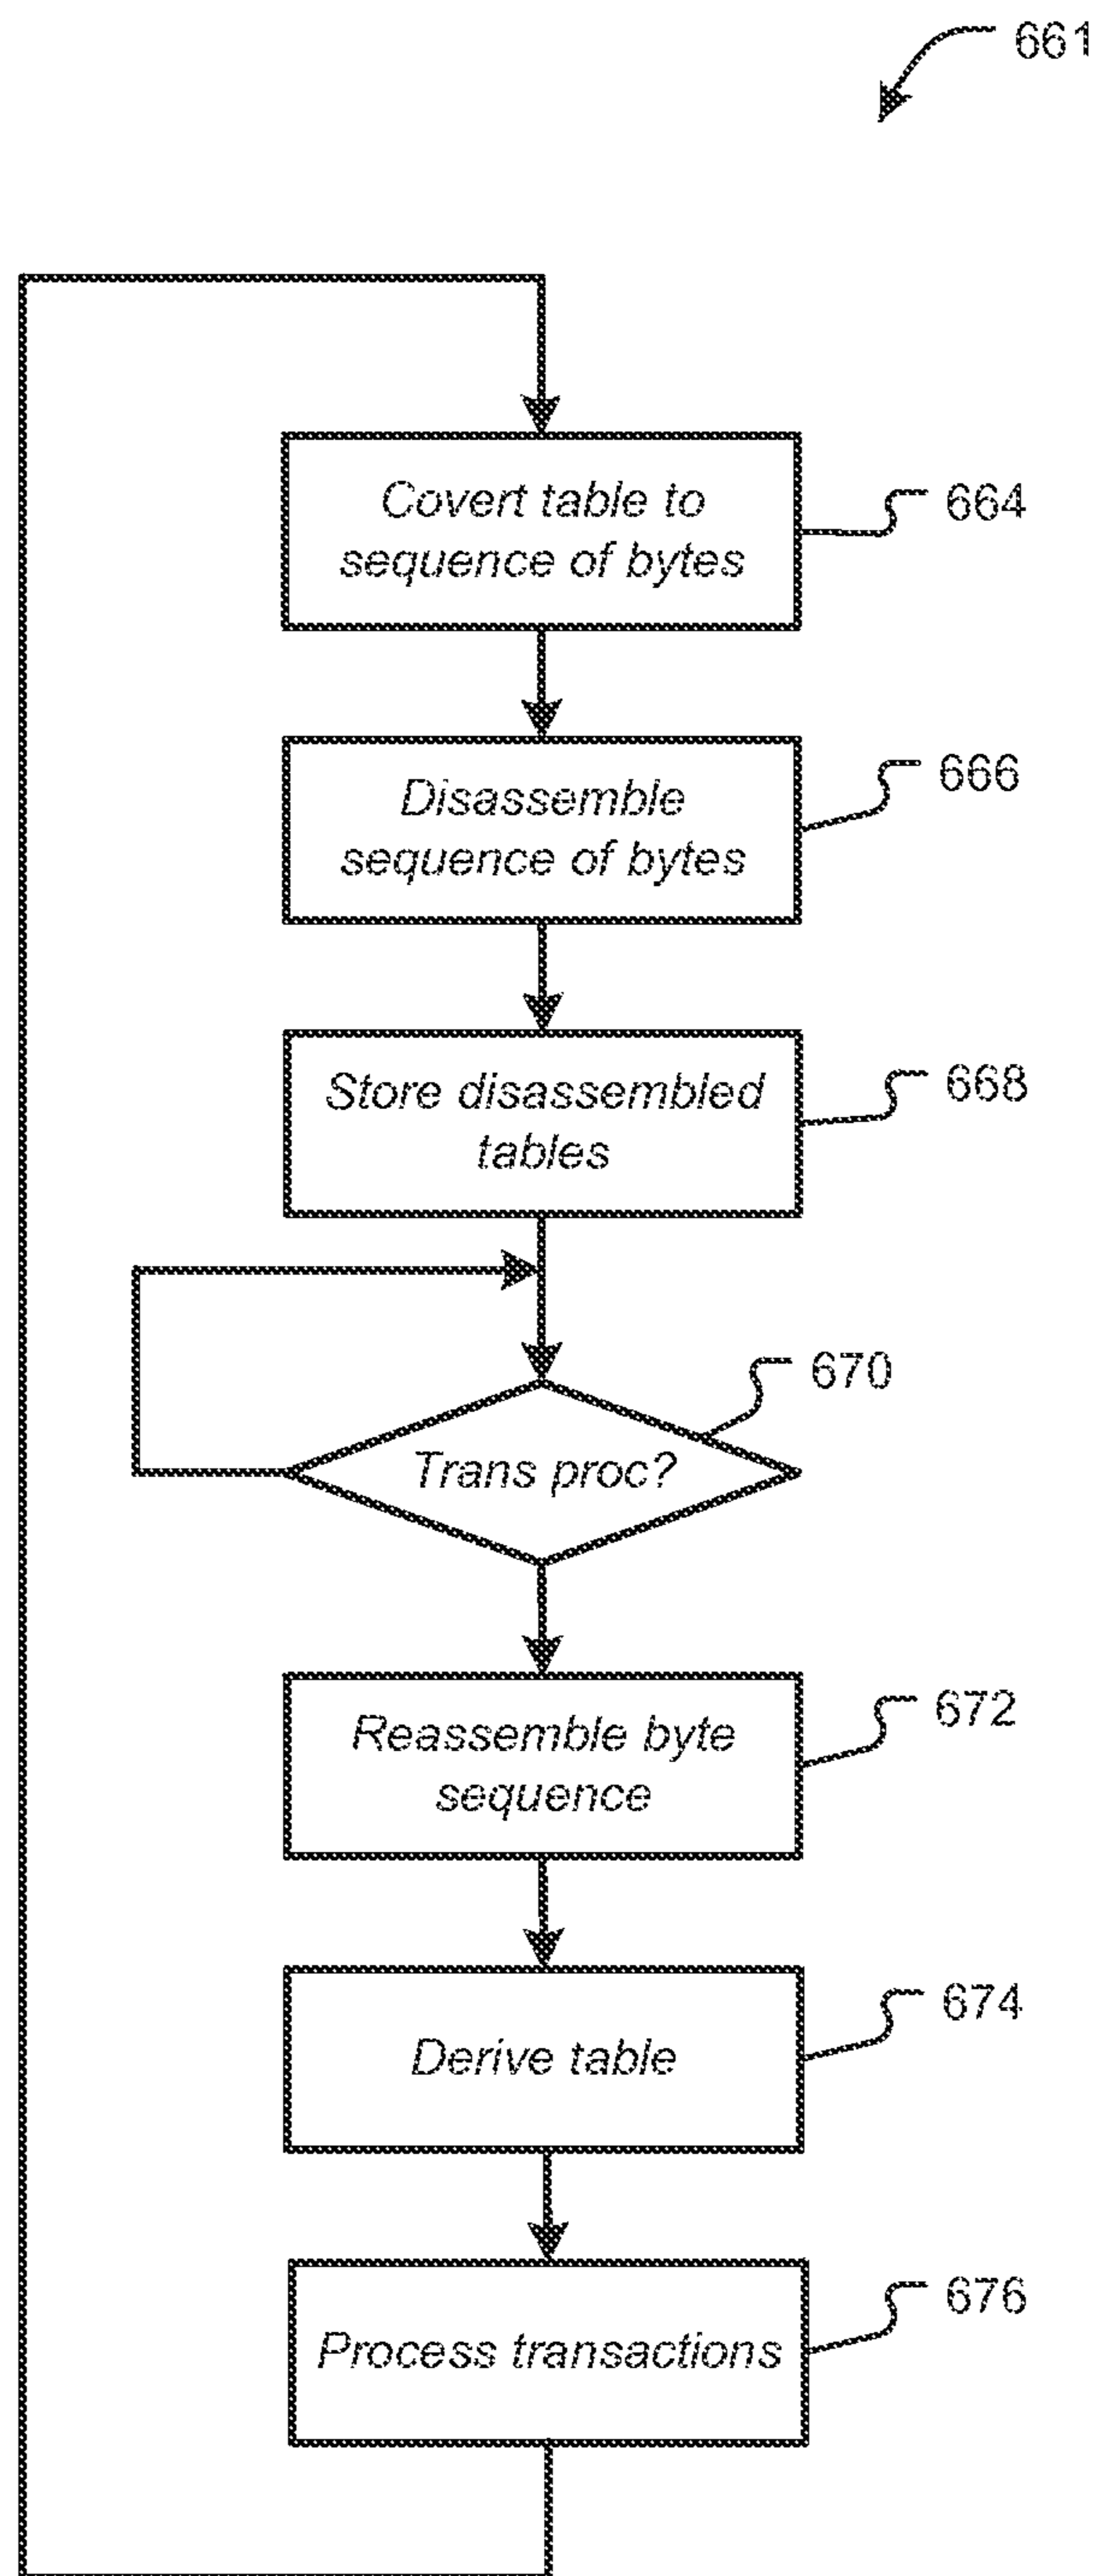 661
Covert table to
sequence of bytes
664
Disassemble
sequence of bytes
666
Store disassembled
tables
668
Trans proc?
670
Reassemble byte
sequence
672
Derive table
674
Process transactions
676